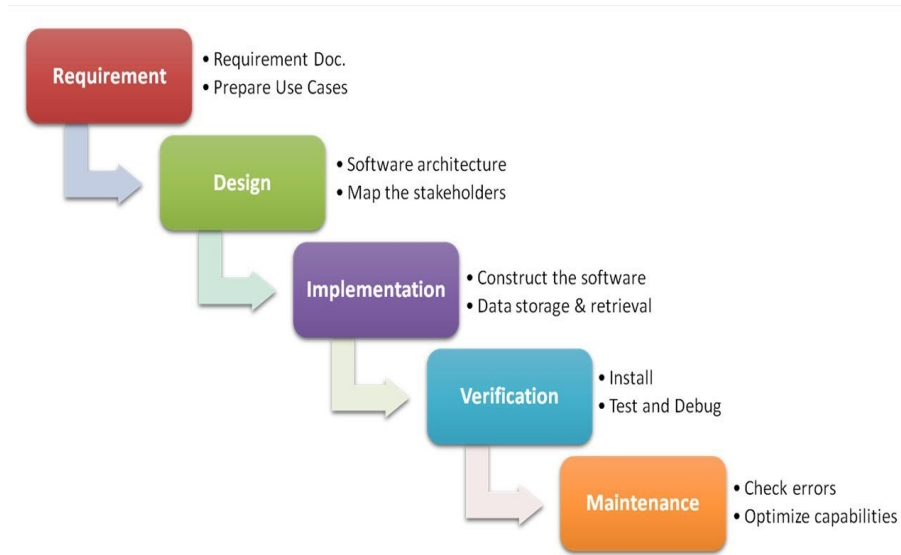 Requirement
• Requirement Doc.
• Prepare Use Cases
Design
• Software architecture
• Map the stakeholders
Implementation
• Construct the software
• Data storage & retrieval
Verification
• Install
• Test and Debug
Maintenance
• Check errors
• Optimize capabilities